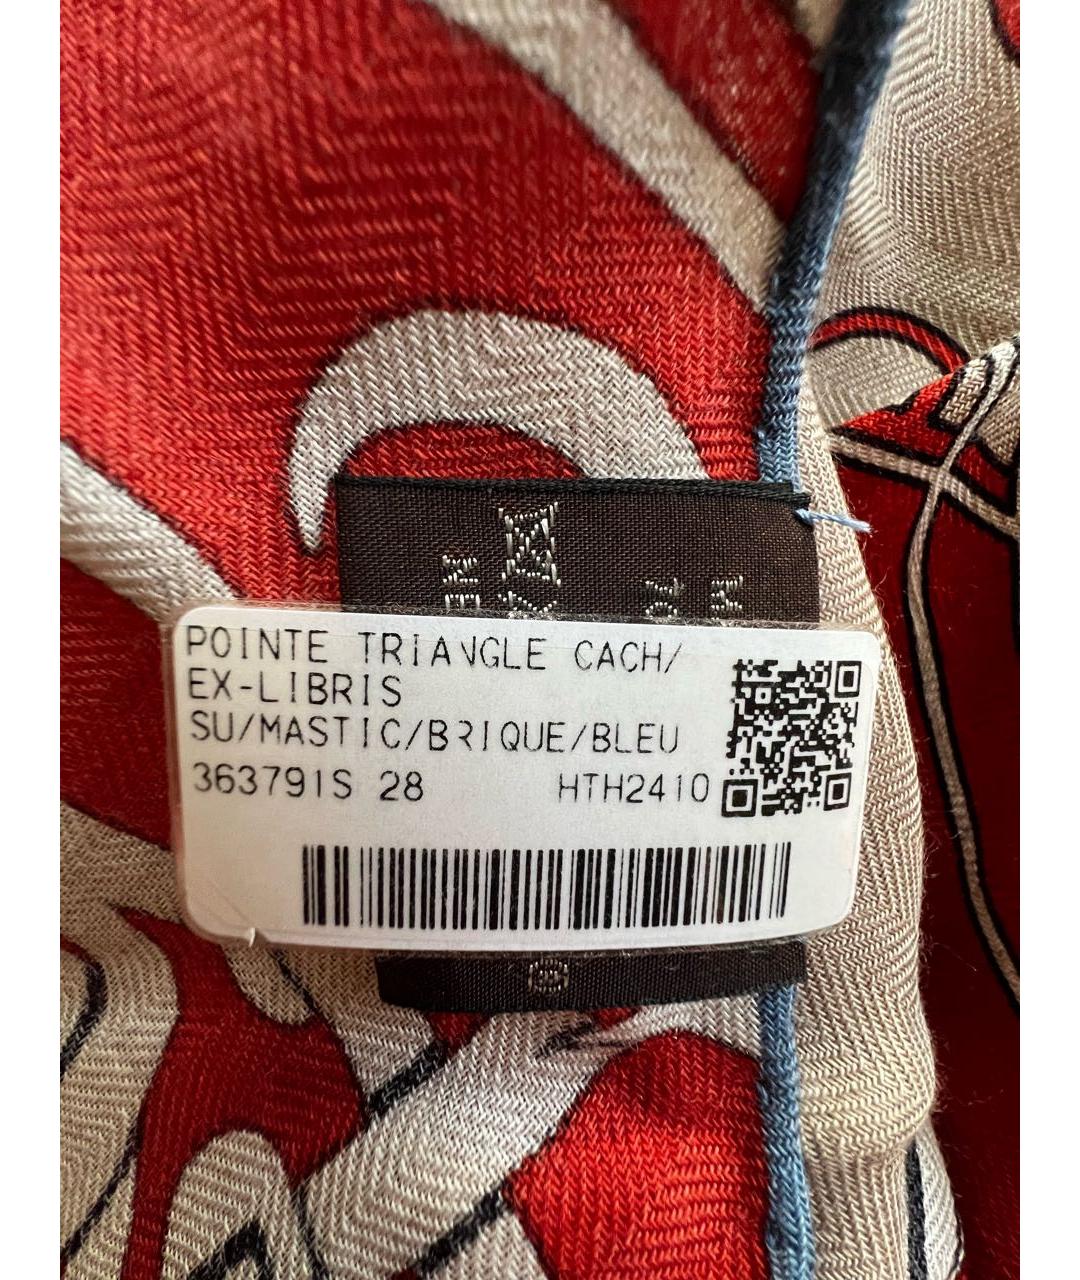 POINTE TRIANGLE CACH/
EX-LIBRIS
SU/MASTIC/BRIQUE/BLEU
363791S 28 HTH2410